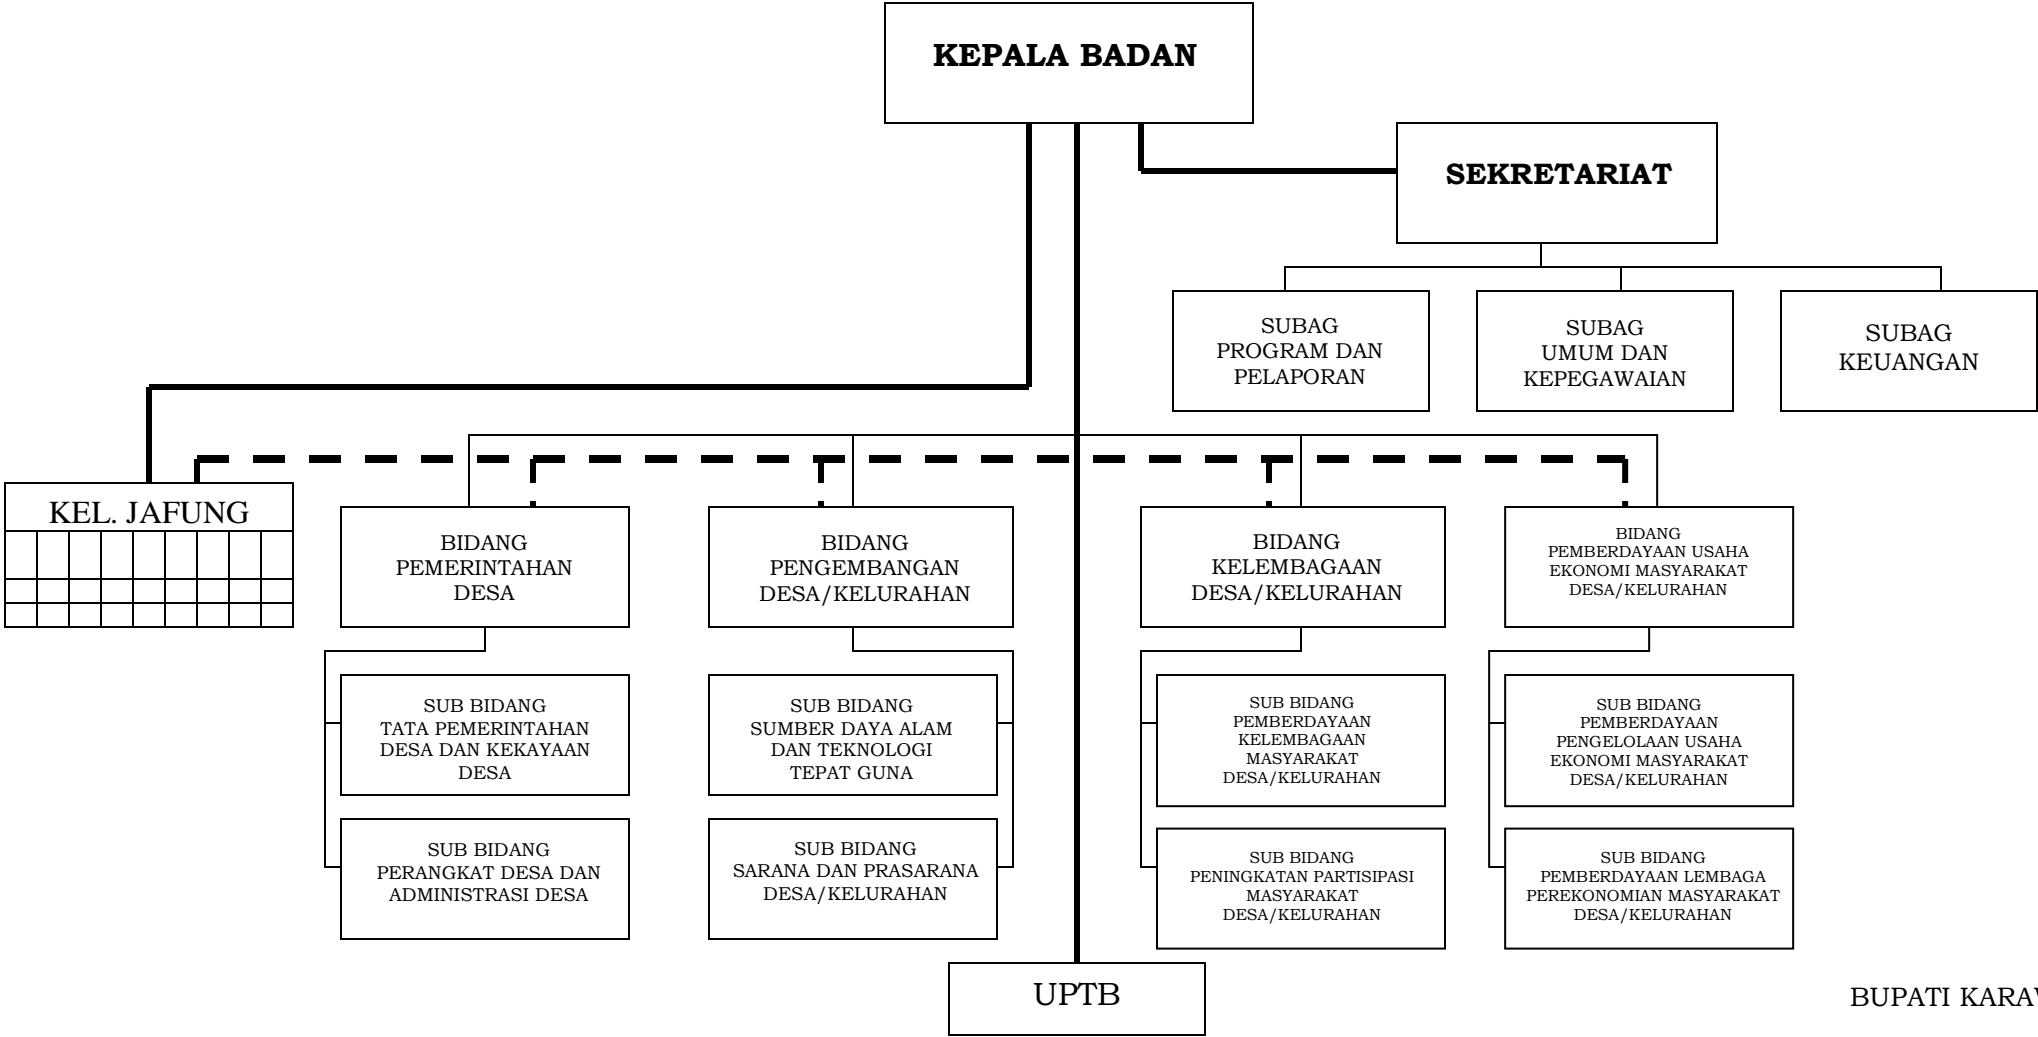 KEPALA BADAN
SEKRETARIAT
SUBAG
PROGRAM DAN
PELAPORAN
SUBAG
UMUM DAN
KEPEGAWAIAN
SUBAG
KEUANGAN
KEL. JAFUNG
BIDANG
PEMERINTAHAN
DESA
BIDANG
PENGEMBANGAN
DESA/KELURAHAN
BIDANG
KELEMBAGAAN
DESA/KELURAHAN
BIDANG
PEMBERDAYAAN USAHA
EKONOMI MASYARAKAT
DESA/KELURAHAN
SUB BIDANG
TATA PEMERINTAHAN
DESA DAN KEKAYAAN
DESA
SUB BIDANG
SUMBER DAYA ALAM
DAN TEKNOLOGI
TEPAT GUNA
SUB BIDANG
PEMBERDAYAAN
KELEMBAGAAN
MASYARAKAT
DESA/KELURAHAN
SUB BIDANG
PEMBERDAYAAN
PENGELOLAAN USAHA
EKONOMI MASYARAKAT
DESA/KELURAHAN
SUB BIDANG
PERANGKAT DESA DAN
ADMINISTRASI DESA
SUB BIDANG
SARANA DAN PRASARANA
DESA/KELURAHAN
SUB BIDANG
PENINGKATAN PARTISIPASI
MASYARAKAT
DESA/KELURAHAN
SUB BIDANG
PEMBERDAYAAN LEMBAGA
PEREKONOMIAN MASYARAKAT
DESA/KELURAHAN
UPTB
BUPATI